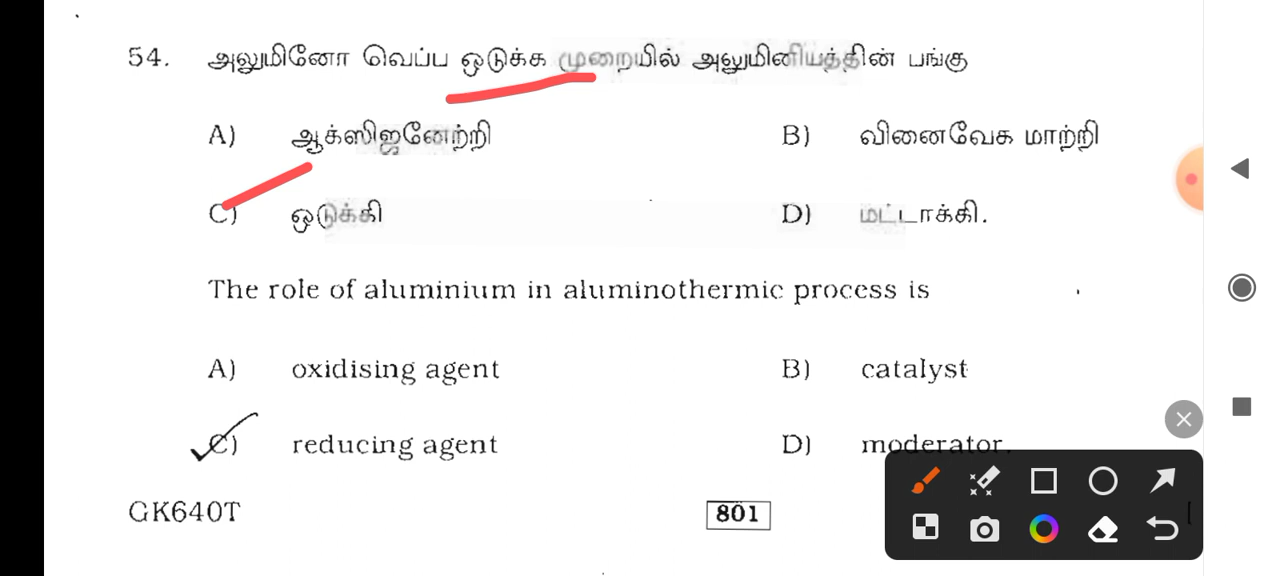 54. அலுமினோ வெப்ப ஒடுக்க முறையில் அலுமினியத்தின் பங்கு
A) ஆக்ஸிஜனேற்றி B) வினைவேக மாற்றி
C) ஒடுக்கி D) மட்டாக்கி.
The role of aluminium in aluminothermic process is
A) oxidising agent B) catalyst
C) reducing agent D) moderator.
GK640T 801